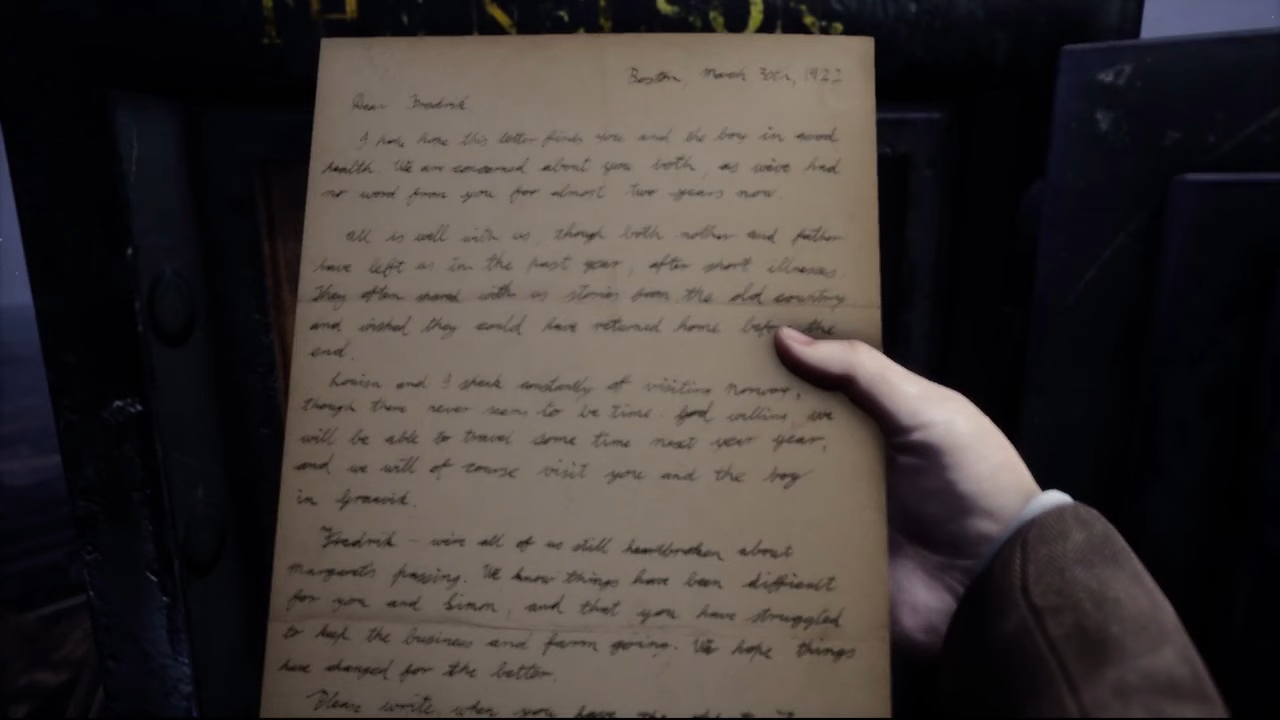 Boston, March 30th, 1922
Dear Fredrik
I hope this letter finds you and the boy in good
health. We are concerned about you both, as we've had
no word from you for almost two years now.
All is well with us, though both mother and father
have left us in the past year, after short illnesses.
They often shared with us stories from the old country
and wished they could have returned home before the
end.
Louisa and I speak constantly of visiting Norway,
though there never seems to be time. God willing, we
will be able to travel some time next year year,
and we will of course visit you and the boy
in
Fredrik - we're all of us still heartbroken about
Margaret's passing. We know things have been difficult
for you and Simon, and that you have struggled
to keep the business and farm going. We hope things
have changed for the better.
Please write, when you have the